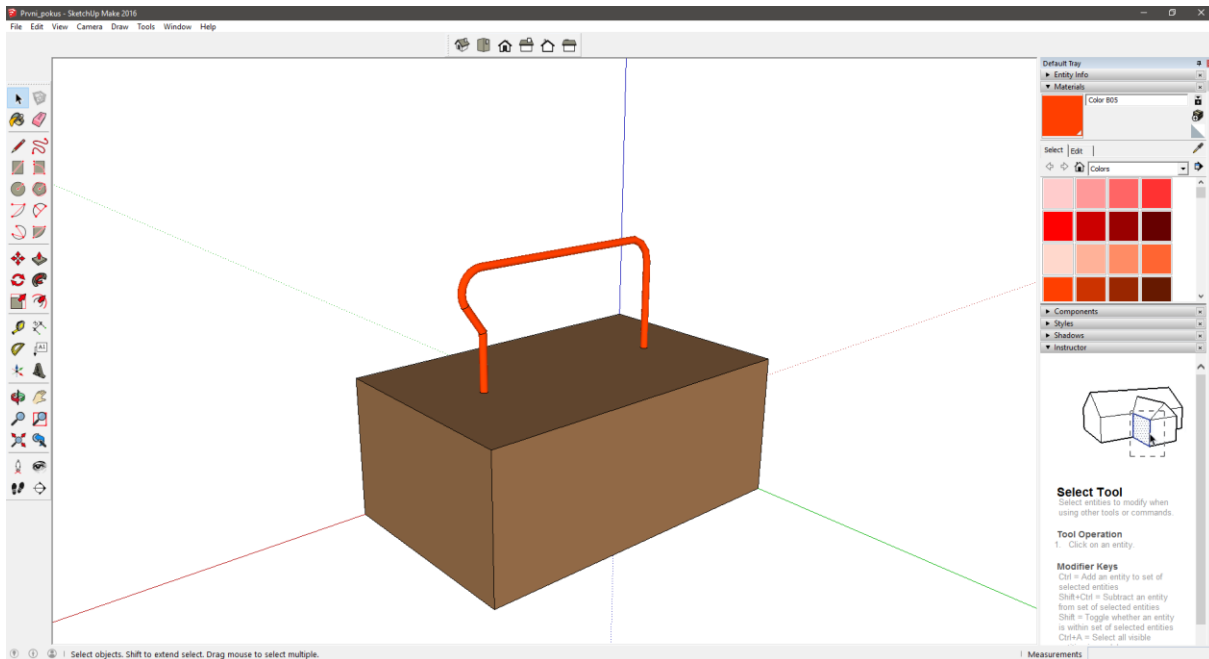 Prvni_pokus - SketchUp Make 2016
File Edit View Camera Draw Tools Window Help
Default Tray
Entity Info
Materials
Color B05
Select Edit
Colors
Components
Styles
Shadows
Instructor
Select Tool
Select entities to modify when
using other tools or commands.
Tool Operation
1. Click on an entity.
Modifier Keys
Ctrl = Add an entity to set of
selected entities
Shift+Ctrl = Subtract an entity
from set of selected entities
Shift = Toggle whether an entity
is within set of selected entities
Ctrl+A = Select all visible
Select objects. Shift to extend select. Drag mouse to select multiple.
Measurements